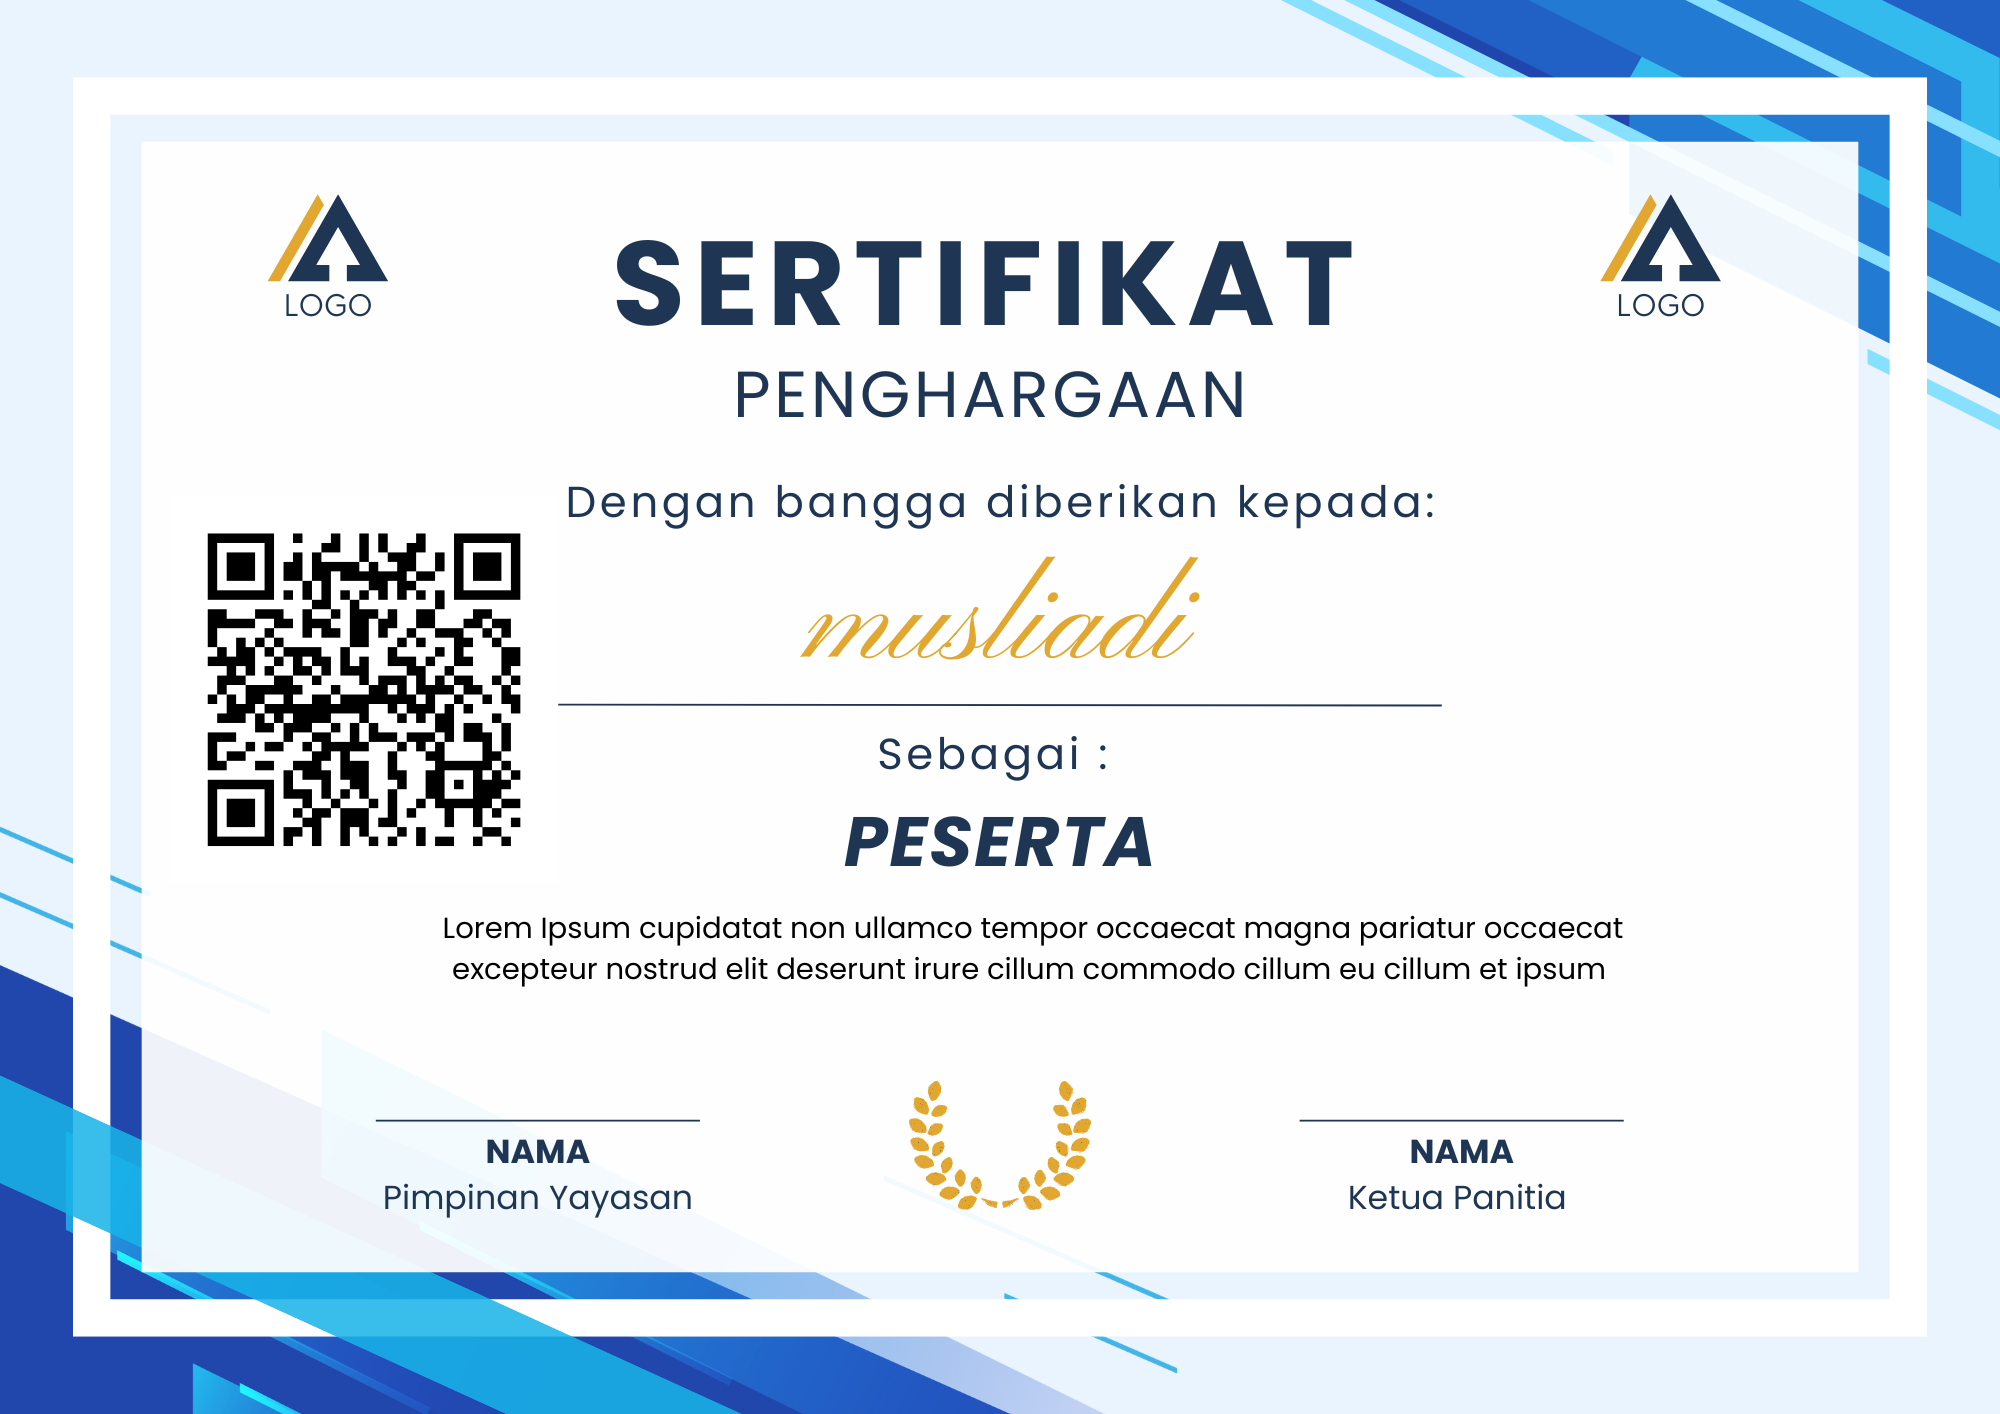 LOGO
LOGO
SERTIFIKAT
PENGHARGAAN
Dengan bangga diberikan kepada:
musliadi
Sebagai :
PESERTA
Lorem Ipsum cupidatat non ullamco tempor occaecat magna pariatur occaecat
excepteur nostrud elit deserunt irure cillum commodo cillum eu cillum et ipsum
NAMA
Pimpinan Yayasan
NAMA
Ketua Panitia